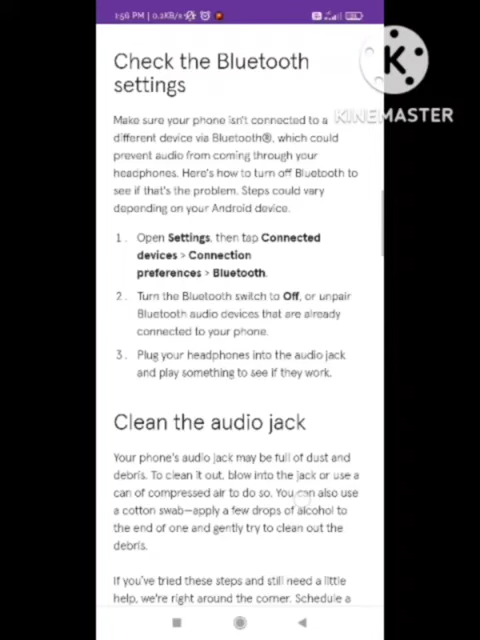 1:56 PM | 0.2KB/s
K
KINEMASTER
Check the Bluetooth
settings
Make sure your phone isn't connected to a
different device via Bluetooth®, which could
prevent audio from coming through your
headphones. Here's how to turn off Bluetooth to
see if that's the problem. Steps could vary
depending on your Android device.
1. Open Settings, then tap Connected
devices > Connection
preferences > Bluetooth.
2. Turn the Bluetooth switch to Off, or unpair
Bluetooth audio devices that are already
connected to your phone.
3. Plug your headphones into the audio jack
and play something to see if they work.
Clean the audio jack
Your phone's audio jack may be full of dust and
debris. To clean it out, blow into the jack or use a
can of compressed air to do so. You can also use
a cotton swab—apply a few drops of alcohol to
the end of one and gently try to clean out the
debris.
If you've tried these steps and still need a little
help, we're right around the corner. Schedule a